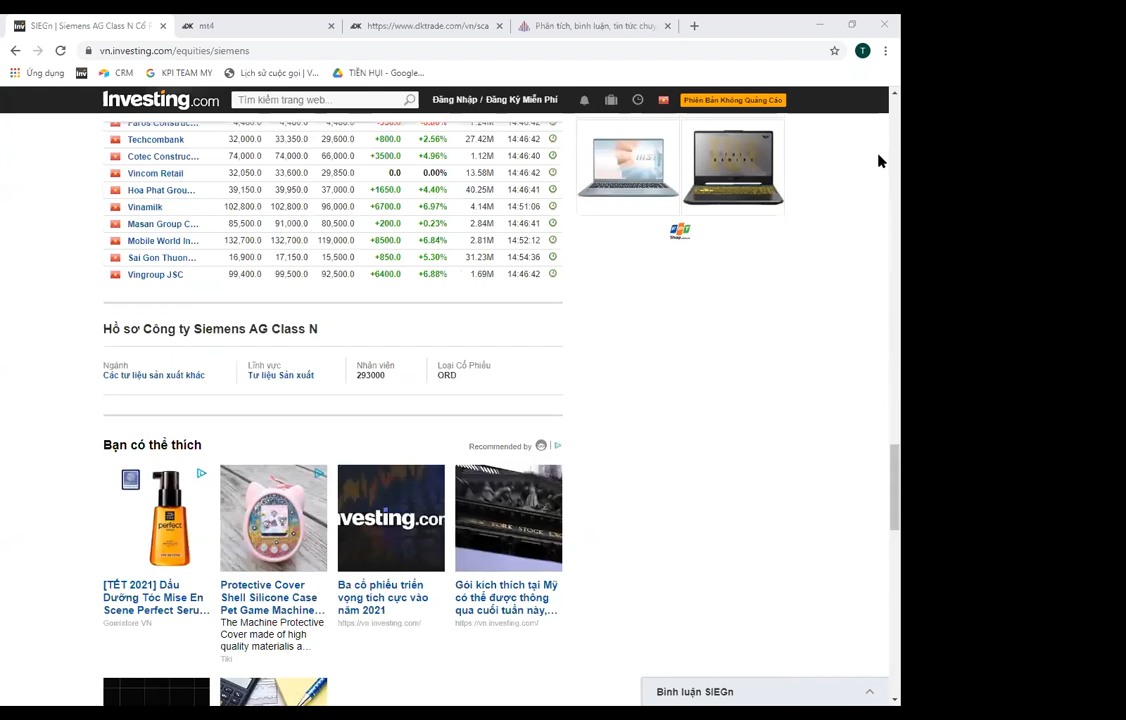 SIEGn | Siemens AG Class N Cổ P
mt4
https://www.dktrade.com/vn/sca
Phân tích, bình luận, tin tức chuy
vn.investing.com/equities/siemens
T
Ứng dụng
Inv
CRM
KPI TEAM MY
Lịch sử cuộc gọi | V...
TIẾN HỤI - Google...
Investing.com
Tìm kiếm trang web...
Đăng Nhập / Đăng Ký Miễn Phí
Phiên Bản Không Quảng Cáo
Techcombank 32,000.0 33,350.0 29,600.0 +800.0 +2.56% 27.42M 14:46:42
Cotec Construc... 74,000.0 74,000.0 66,000.0 +3500.0 +4.96% 1.12M 14:46:40
Vincom Retail 32,050.0 33,600.0 29,850.0 0.0 0.00% 13.58M 14:46:42
Hoa Phat Grou... 39,150.0 39,950.0 37,000.0 +1650.0 +4.40% 40.25M 14:46:41
Vinamilk 102,800.0 102,800.0 96,000.0 +6700.0 +6.97% 4.14M 14:51:06
Masan Group C... 85,500.0 91,000.0 80,500.0 +200.0 +0.23% 2.84M 14:46:41
Mobile World In... 132,700.0 132,700.0 119,000.0 +8500.0 +6.84% 2.81M 14:52:12
Sai Gon Thuon... 16,900.0 17,150.0 15,500.0 +850.0 +5.30% 31.23M 14:54:36
Vingroup JSC 99,400.0 99,500.0 92,500.0 +6400.0 +6.88% 1.69M 14:46:42
Hồ sơ Công ty Siemens AG Class N
Ngành Lĩnh vực Nhân viên Loại Cổ Phiếu
Các tư liệu sản xuất khác Tư liệu Sản xuất 293000 ORD
Bạn có thể thích
Recommended by
perfect
investing.com
[TẾT 2021] Dầu
Dưỡng Tóc Mise En
Scene Perfect Seru...
Protective Cover
Shell Silicone Case
Pet Game Machine...
The Machine Protective
Cover made of high
quality materialis a...
Tiki
Ba cổ phiếu triển
vọng tích cực vào
năm 2021
https://vn.investing.com/
Gói kích thích tại Mỹ
có thể được thông
qua cuối tuần này,...
https://vn.investing.com/
FPT
Shop
Bình luận SIEGn